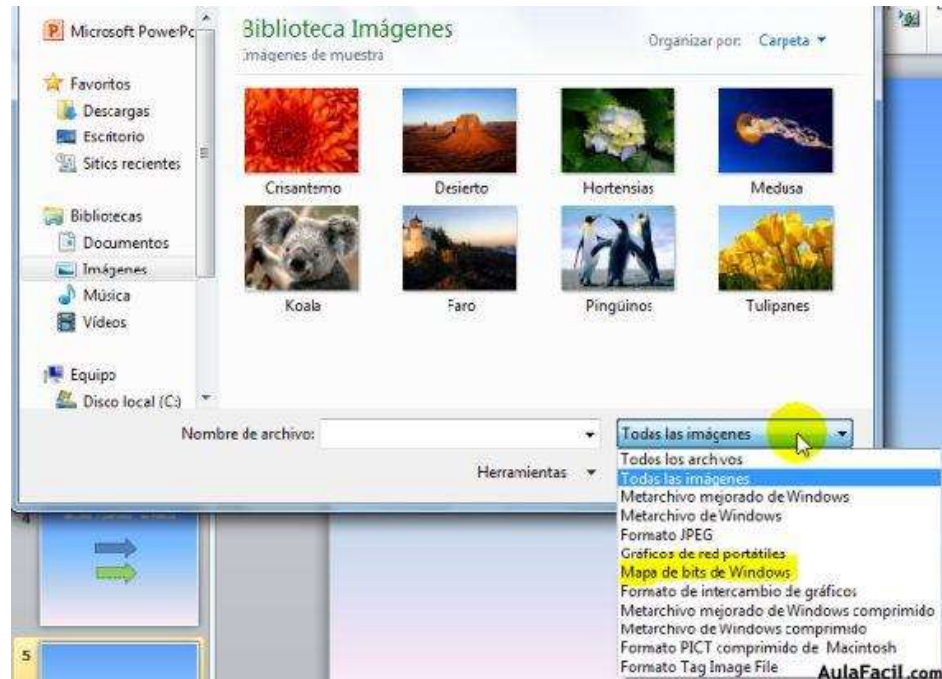 Microsoft PowerPc
Favoritos
Descargas
Escritorio
Sitios recientes
Bibliotecas
Documentos
Imágenes
Música
Vídeos
Equipo
Disco local (C:)
Biblioteca Imágenes
Imágenes de muestra
Organizar por: Carpeta
Crisantemo Desierto Hortensias Medusa
Koala Faro Pingüinos Tulipanes
Nombre de archivo:
Todas las imágenes
Herramientas
Todos los archivos
Todas las imágenes
Metarchivo mejorado de Windows
Metarchivo de Windows
Formato JPEG
Gráficos de red portátiles
Mapa de bits de Windows
Formato de intercambio de gráficos
Metarchivo mejorado de Windows comprimido
Metarchivo de Windows comprimido
Formato PICT comprimido de Macintosh
Formato Tag Image File
4
5
AulaFacil.com